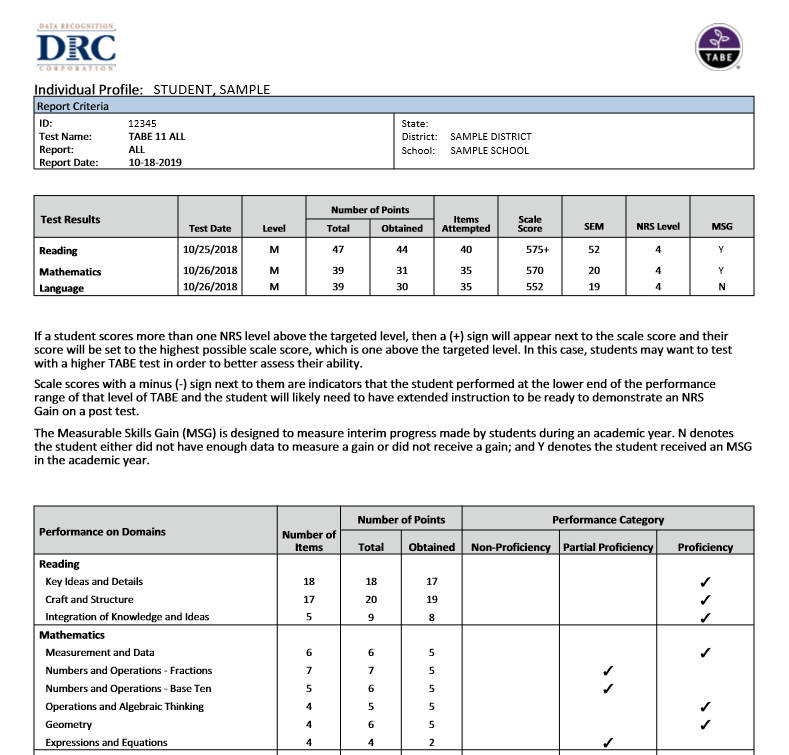 DATA RECOGNITION
DRC
CORPORATION
TABE
Individual Profile: STUDENT, SAMPLE
Report Criteria
ID: 12345
Test Name: TABE 11 ALL
Report: ALL
Report Date: 10-18-2019
State:
District: SAMPLE DISTRICT
School: SAMPLE SCHOOL
Number of Points
Test Results Test Date Level Total Obtained Items Attempted Scale Score SEM NRS Level MSG
Reading 10/25/2018 M 47 44 40 575+ 52 4 Y
Mathematics 10/26/2018 M 39 31 35 570 20 4 Y
Language 10/26/2018 M 39 30 35 552 19 4 N
If a student scores more than one NRS level above the targeted level, then a (+) sign will appear next to the scale score and their
score will be set to the highest possible scale score, which is one above the targeted level. In this case, students may want to test
with a higher TABE test in order to better assess their ability.
Scale scores with a minus (-) sign next to them are indicators that the student performed at the lower end of the performance
range of that level of TABE and the student will likely need to have extended instruction to be ready to demonstrate an NRS
Gain on a post test.
The Measurable Skills Gain (MSG) is designed to measure interim progress made by students during an academic year. N denotes
the student either did not have enough data to measure a gain or did not receive a gain; and Y denotes the student received an MSG
in the academic year.
Number of Points Performance Category
Performance on Domains Number of Items Total Obtained Non-Proficiency Partial Proficiency Proficiency
Reading
Key Ideas and Details 18 18 17 ✓
Craft and Structure 17 20 19 ✓
Integration of Knowledge and Ideas 5 9 8 ✓
Mathematics
Measurement and Data 6 6 5 ✓
Numbers and Operations - Fractions 7 7 5 ✓
Numbers and Operations - Base Ten 5 6 5 ✓
Operations and Algebraic Thinking 4 5 5 ✓
Geometry 4 6 5 ✓
Expressions and Equations 4 4 2 ✓